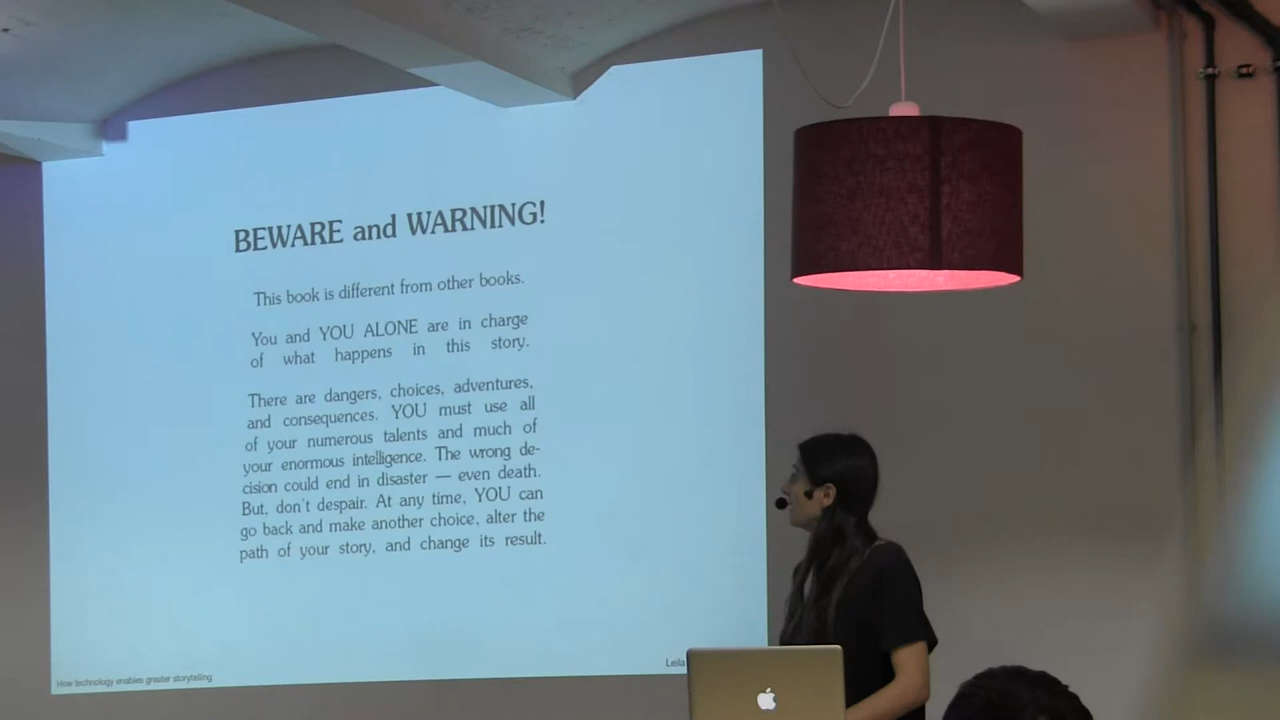 BEWARE and WARNING!
This book is different from other books.
You and YOU ALONE are in charge
of what happens in this story.
There are dangers, choices, adventures,
and consequences. YOU must use all
of your numerous talents and much of
your enormous intelligence. The wrong de-
cision could end in disaster — even death.
But, don't despair. At any time, YOU can
go back and make another choice, alter the
path of your story, and change its result.
How technology enables greater storytelling
Leila